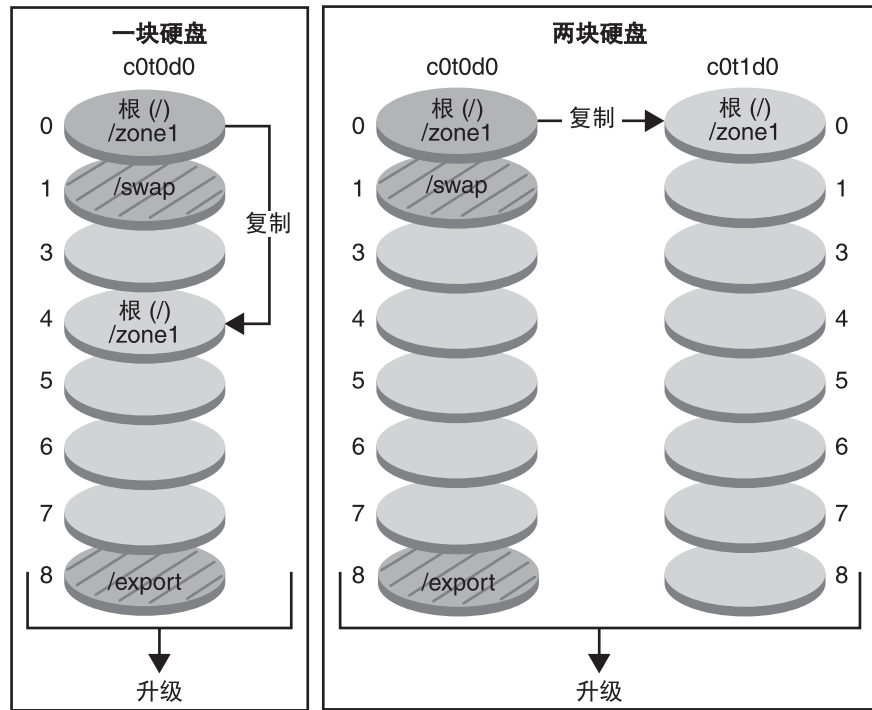 一块硬盘
c0t0d0
0
根 (/)
/zone1
1
/swap
复制
3
4
根 (/)
/zone1
5
6
7
8
/export
升级
两块硬盘
c0t0d0
c0t1d0
0
根 (/)
/zone1
复制
根 (/)
/zone1
0
1
/swap
1
3
3
4
4
5
5
6
6
7
7
8
/export
8
升级